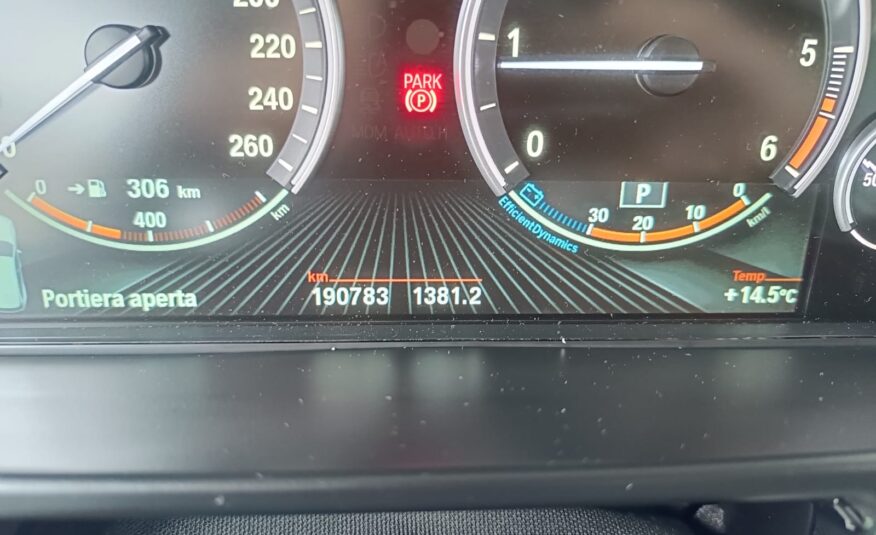 220
240
260
PARK
P
1
0
5
6
0
306 km
400
km
EfficientDynamics
P
30
20
10
0
km/l
km
190783 1381.2
Portiera aperta
Temp
+14.5°C
50